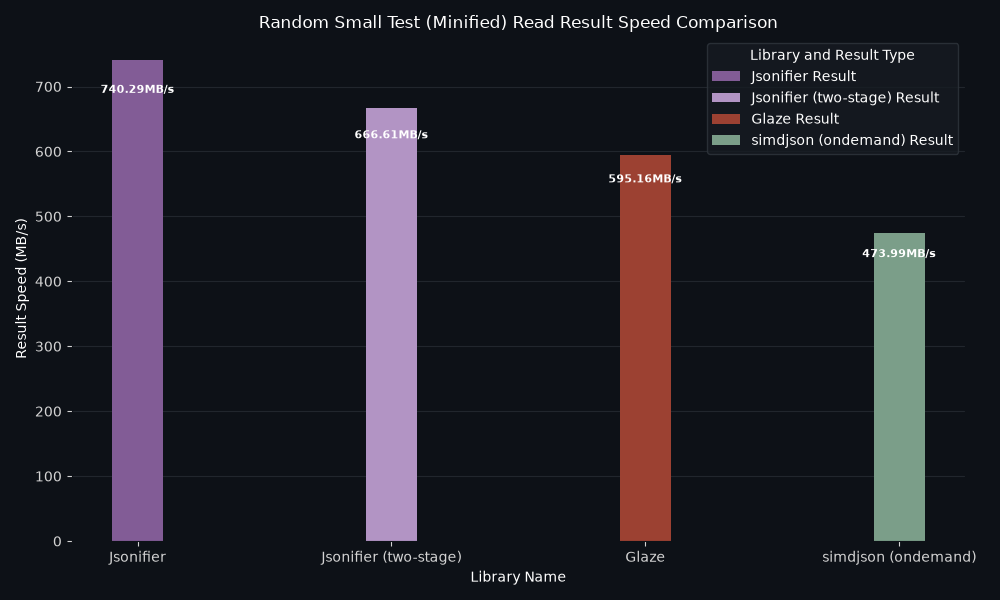 Random Small Test (Minified) Read Result Speed Comparison
Library and Result Type
Jsonifier Result
Jsonifier (two-stage) Result
Glaze Result
simdjson (ondemand) Result
740.29MB/s
666.61MB/s
595.16MB/s
473.99MB/s
Result Speed (MB/s)
700
600
500
400
300
200
100
0
Jsonifier
Jsonifier (two-stage)
Glaze
simdjson (ondemand)
Library Name